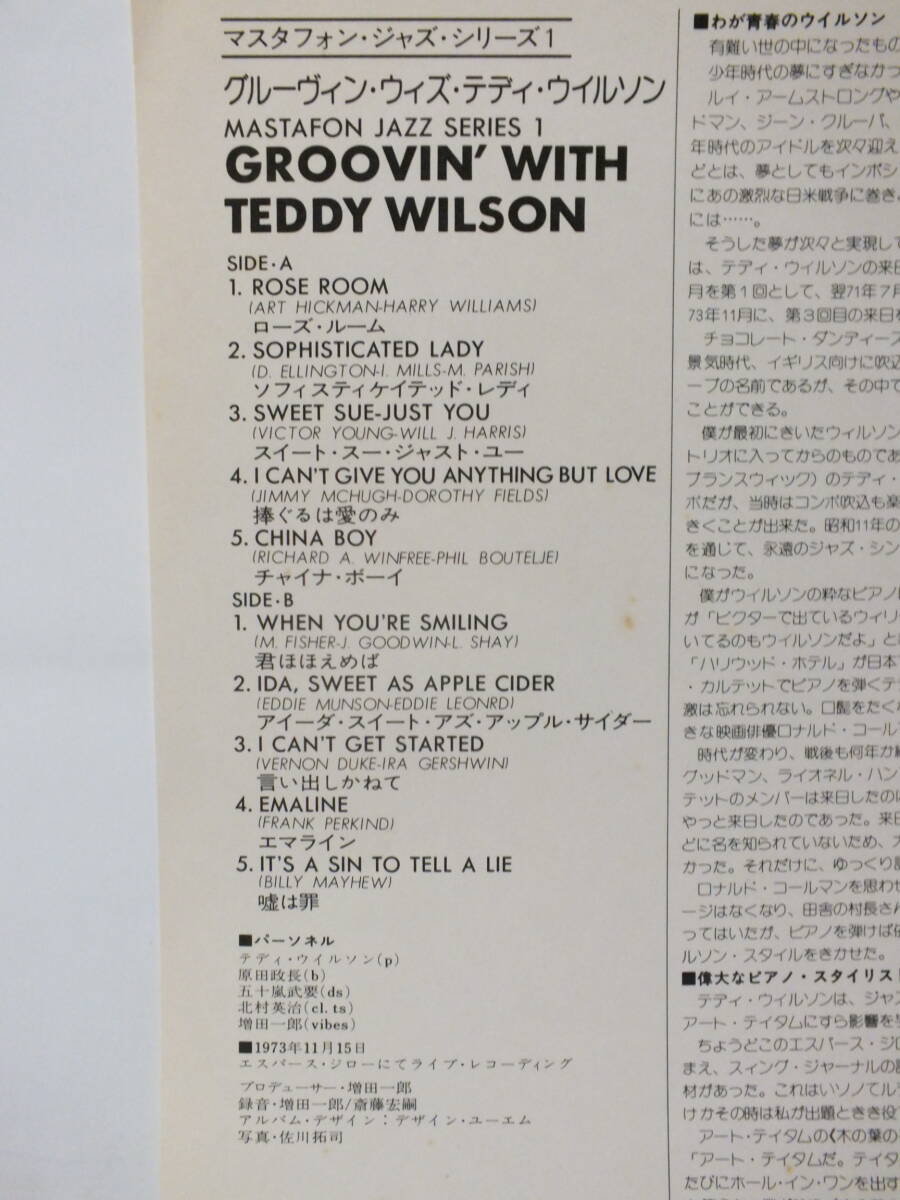 マスタフォン・ジャズ・シリーズ1
グルーヴィン・ウィズ・テディ・ウイルソン
MASTAFON JAZZ SERIES 1
GROOVIN' WITH
TEDDY WILSON
SIDE・A
1. ROSE ROOM
(ART HICKMAN-HARRY WILLIAMS)
ローズ・ルーム
2. SOPHISTICATED LADY
(D. ELLINGTON-I. MILLS-M. PARISH)
ソフィスティケイテッド・レディ
3. SWEET SUE-JUST YOU
(VICTOR YOUNG-WILL J. HARRIS)
スイート・スー・ジャスト・ユー
4. I CAN'T GIVE YOU ANYTHING BUT LOVE
(JIMMY MCHUGH-DOROTHY FIELDS)
捧ぐるは愛のみ
5. CHINA BOY
(RICHARD A. WINFREE-PHIL BOUTELJE)
チャイナ・ボーイ
SIDE・B
1. WHEN YOU'RE SMILING
(M. FISHER-J. GOODWIN-L. SHAY)
君ほほえめば
2. IDA, SWEET AS APPLE CIDER
(EDDIE MUNSON-EDDIE LEONRD)
アイーダ・スイート・アズ・アップル・サイダー
3. I CAN'T GET STARTED
(VERNON DUKE-IRA GERSHWIN)
言い出しかねて
4. EMALINE
(FRANK PERKIND)
エマライン
5. IT'S A SIN TO TELL A LIE
(BILLY MAYHEW)
嘘は罪
■パーソネル
テディ・ウイルソン(p)
原田政長(b)
五十嵐武要(ds)
北村英治(cl. ts)
増田一郎(vibes)
■1973年11月15日
エスパース・ジローにてライブ・レコーディング
プロデューサー・増田一郎
録音・増田一郎/斎藤宏嗣
アルバム・デザイン：デザイン・ユーエム
写真・佐川拓司
■わが青春のウイルソン
有難い世の中になったもの
少年時代の夢にすぎなかっ
ルイ・アームストロングや
ドマン、ジーン・クルーパ、
年時代のアイドルを次々迎え
どとは、夢としてもインポシ
にあの激烈な日米戦争に巻き
には……。
そうした夢が次々と実現して
は、テディ・ウイルソンの来日
月を第1回として、翌71年7月
73年11月に、第3回目の来日を
チョコレート・ダンディーズ
景気時代、イギリス向けに吹込
ープの名前であるが、その中で
ことができる。
僕が最初にきいたウィルソン
トリオに入ってからのものであ
ブランスウィック）のテディ・
ボだが、当時はコンボ吹込も楽
きくことが出来た。昭和11年の
を通じて、永遠のジャズ・シン
になった。
僕がウイルソンの粋なピアノに
が「ビクターで出ているウィリ
いてるのもウイルソンだよ」と
「ハリウッド・ホテル」が日本
・カルテットでピアノを弾くテ
激は忘れられない。口髭をたく
きな映画俳優ロナルド・コール
時代が変わり、戦後も何年か
グッドマン、ライオネル・ハン
テットのメンバーは来日したの
やっと来日したのであった。来日
どに名を知られていないため、
かった。それだけに、ゆっくり
ロナルド・コールマンを思わせ
ージはなくなり、田舎の村長さん
ってはいたが、ピアノを弾けば
ルソン・スタイルをきかせた。
■偉大なピアノ・スタイリスト
テディ・ウイルソンは、ジャズ
アート・テイタムにすら影響を
ちょうどこのエスパース・ジロ
まえ、スィング・ジャーナルの
材があった。これはいソノてルヲ
けかその時は私が出題ときき役
アート・テイタムの《木の葉の
「アート・テイタムだ。テイタ
たびにホール・イン・ワンを出す